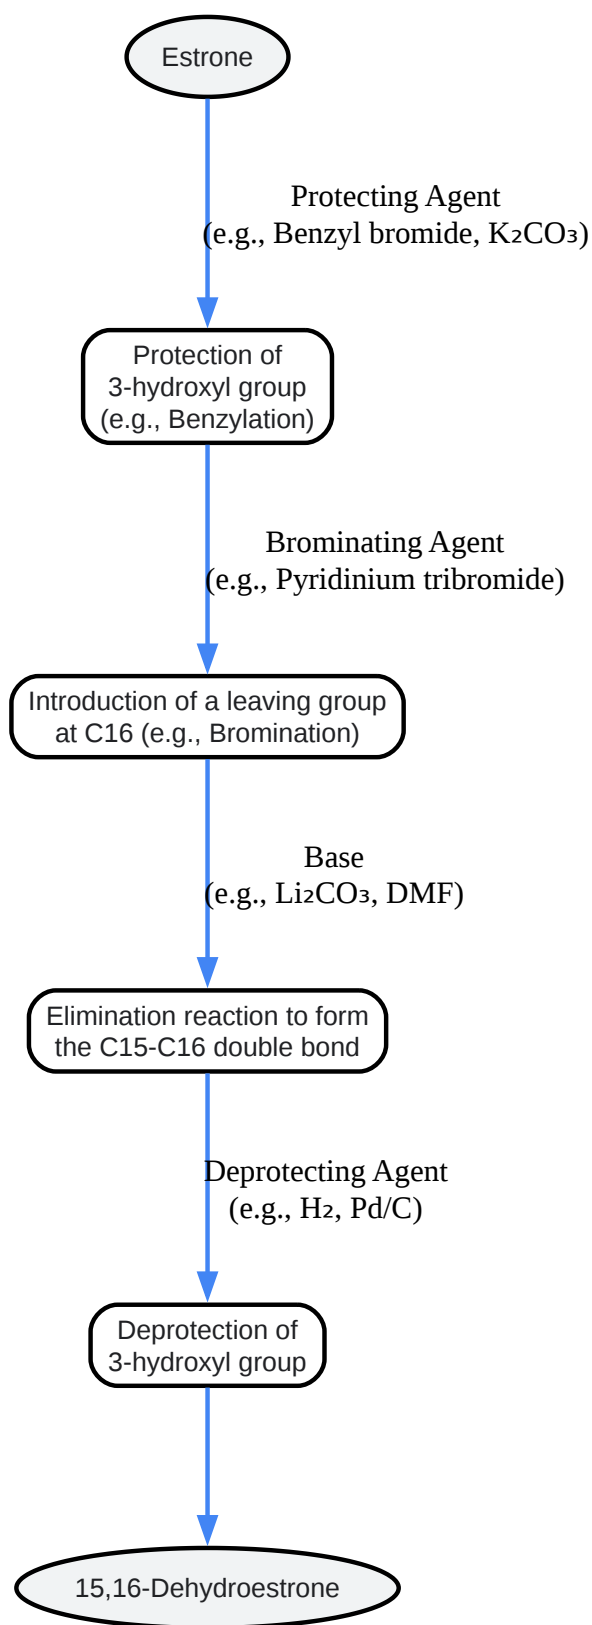 Estrone
Protecting Agent
(e.g., Benzyl bromide, K₂CO₃)
Protection of
3-hydroxyl group
(e.g., Benzylation)
Brominating Agent
(e.g., Pyridinium tribromide)
Introduction of a leaving group
at C16 (e.g., Bromination)
Base
(e.g., Li₂CO₃, DMF)
Elimination reaction to form
the C15-C16 double bond
Deprotecting Agent
(e.g., H₂, Pd/C)
Deprotection of
3-hydroxyl group
15,16-Dehydroestrone